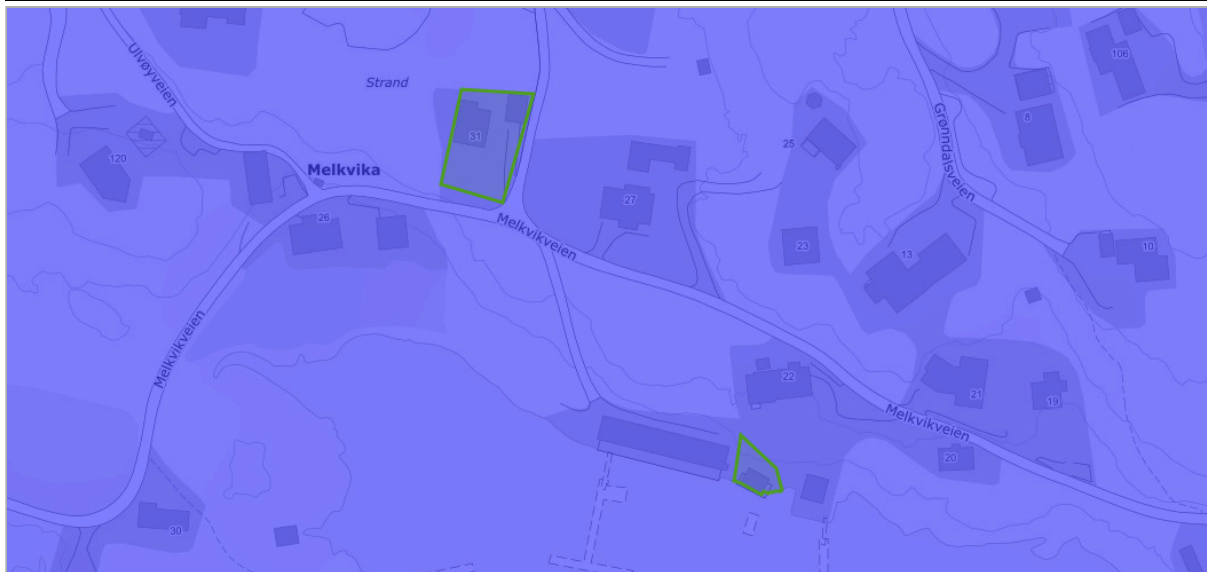 Ulvøyveien
Strand
106
Grønndalsveien
8
31
25
120
Melkvika
27
26
Melkvikveien
23
13
10
Melkvikveien
22
21
19
Melkvikveien
20
30